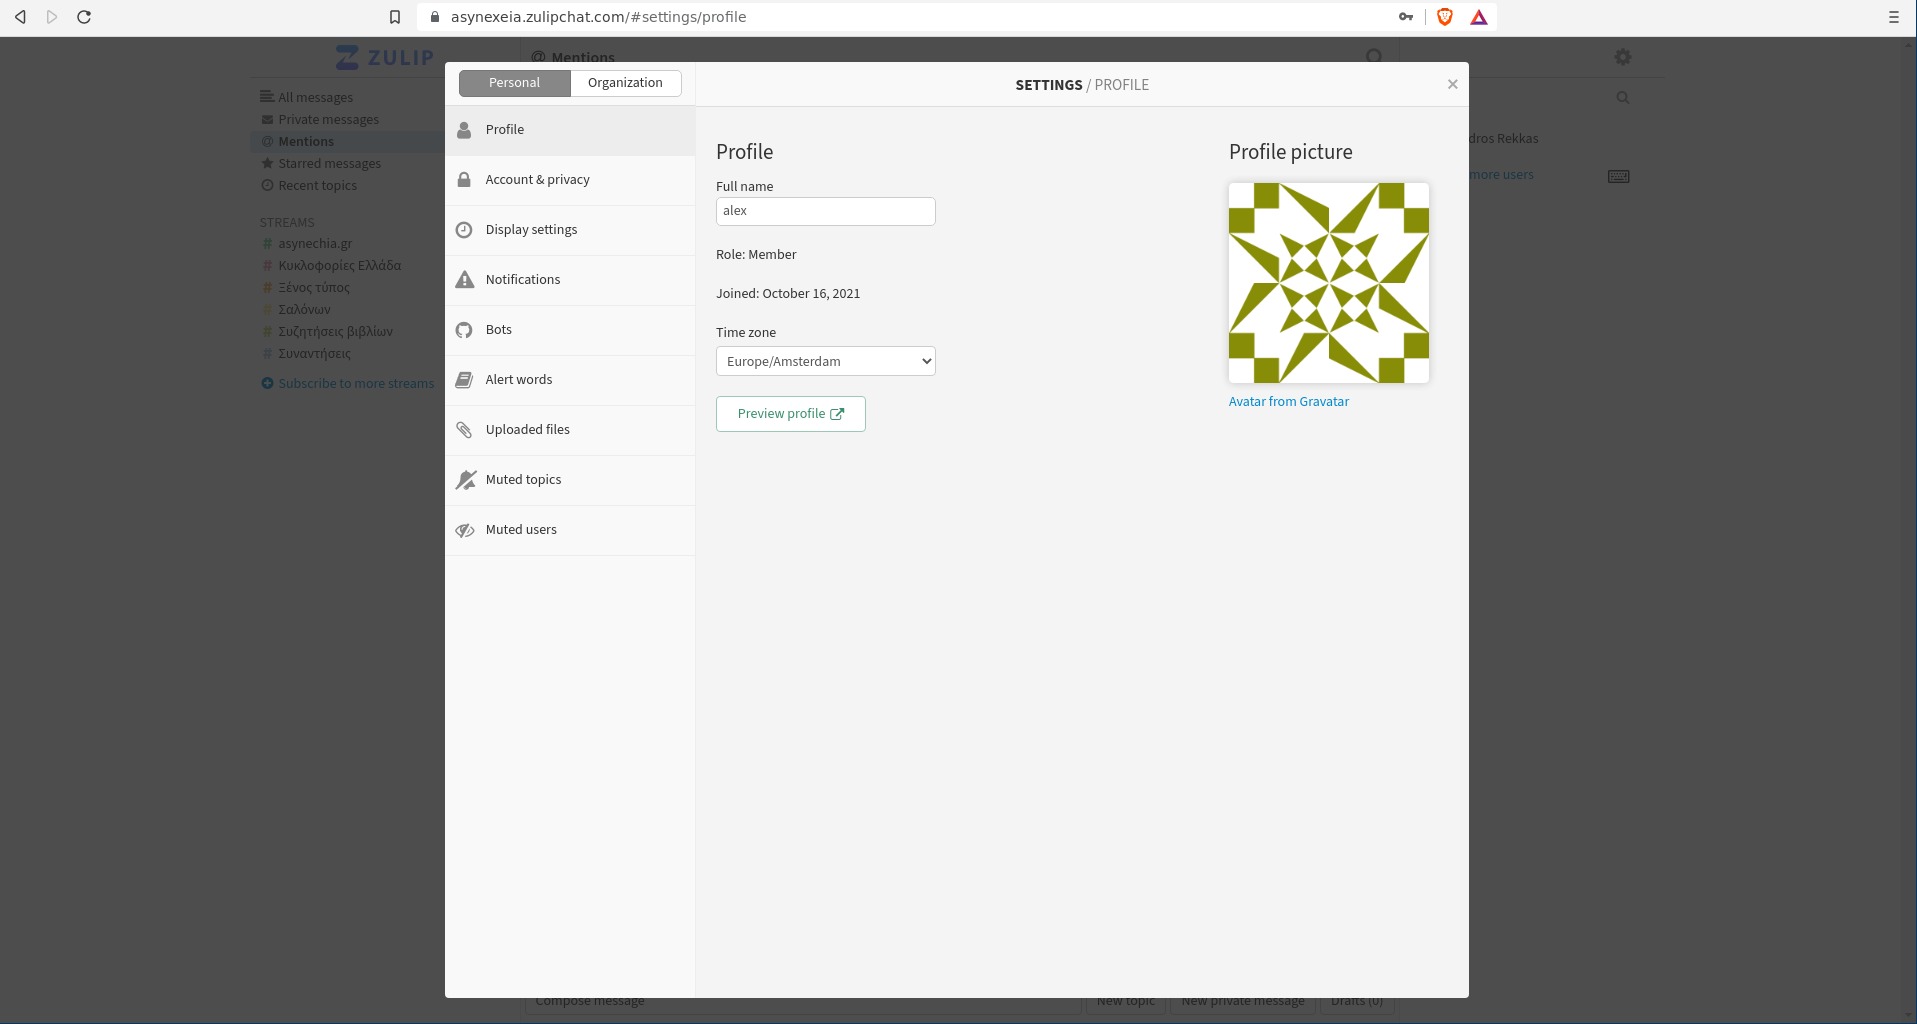 asynexeia.zulipchat.com/#settings/profile
ZULIP
@ Mentions
All messages
Private messages
@ Mentions
Starred messages
Recent topics
STREAMS
# asynechia.gr
# Κυκλοφορίες Ελλάδα
# Ξένος τύπος
# Σαλόνων
# Συζητήσεις βιβλίων
# Συναντήσεις
Subscribe to more streams
Personal
Organization
Profile
Account & privacy
Display settings
Notifications
Bots
Alert words
Uploaded files
Muted topics
Muted users
SETTINGS / PROFILE
×
Profile
Full name
alex
Role: Member
Joined: October 16, 2021
Time zone
Europe/Amsterdam
Preview profile
Profile picture
Avatar from Gravatar
dros Rekkas
more users
Compose message
New topic
New private message
Drafts (0)